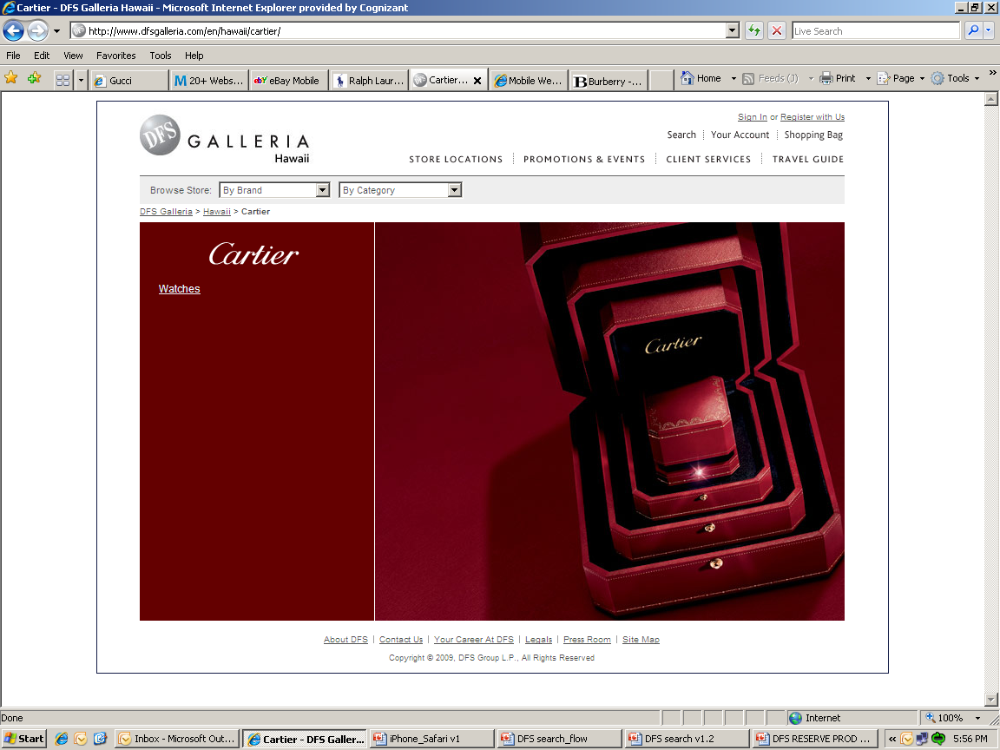 Cartier - DFS Galleria Hawaii - Microsoft Internet Explorer provided by Cognizant
http://www.dfsgalleria.com/en/hawaii/cartier/
Live Search
File Edit View Favorites Tools Help
Gucci
20+ Webs...
eBay Mobile
Ralph Laur...
Cartier...
Mobile We...
Burberry -...
Home
Feeds (J)
Print
Page
Tools
Sign In or Register with Us
DFS GALLERIA
Hawaii
Search Your Account Shopping Bag
STORE LOCATIONS PROMOTIONS & EVENTS CLIENT SERVICES TRAVEL GUIDE
Browse Store: By Brand By Category
DFS Galleria > Hawaii > Cartier
Cartier
Watches
Cartier
About DFS | Contact Us | Your Career At DFS | Legals | Press Room | Site Map
Copyright © 2009, DFS Group L.P., All Rights Reserved
Done
Internet
100%
Start
Inbox - Microsoft Out...
Cartier - DFS Galler...
iPhone_Safari v1
DFS search_flow
DFS search v1.2
DFS RESERVE PROD ...
5:56 PM